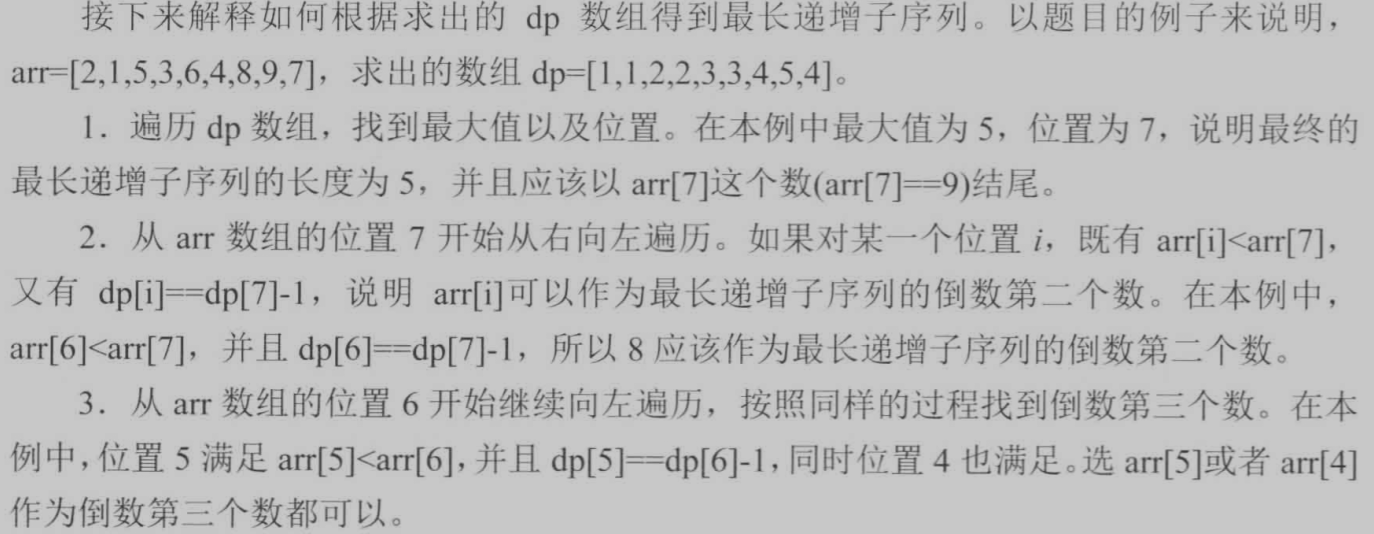 接下来解释如何根据求出的 dp 数组得到最长递增子序列。以题目的例子来说明，
arr=[2,1,5,3,6,4,8,9,7]，求出的数组 dp=[1,1,2,2,3,3,4,5,4]。
1．遍历 dp 数组，找到最大值以及位置。在本例中最大值为 5，位置为 7，说明最终的
最长递增子序列的长度为 5，并且应该以 arr[7]这个数(arr[7]==9)结尾。
2．从 arr 数组的位置 7 开始从右向左遍历。如果对某一个位置 i，既有 arr[i]<arr[7]，
又有 dp[i]==dp[7]-1，说明 arr[i]可以作为最长递增子序列的倒数第二个数。在本例中，
arr[6]<arr[7]，并且 dp[6]==dp[7]-1，所以 8 应该作为最长递增子序列的倒数第二个数。
3．从 arr 数组的位置 6 开始继续向左遍历，按照同样的过程找到倒数第三个数。在本
例中，位置 5 满足 arr[5]<arr[6]，并且 dp[5]==dp[6]-1，同时位置 4 也满足。选 arr[5]或者 arr[4]
作为倒数第三个数都可以。